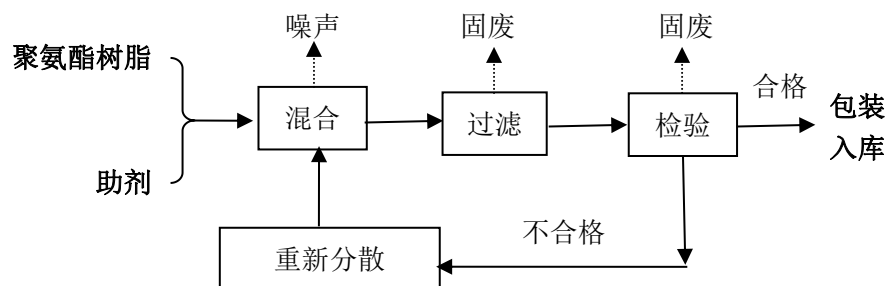 噪声
固废
固废
聚氨酯树脂
助剂
混合
过滤
检验
合格
包装
入库
不合格
重新分散